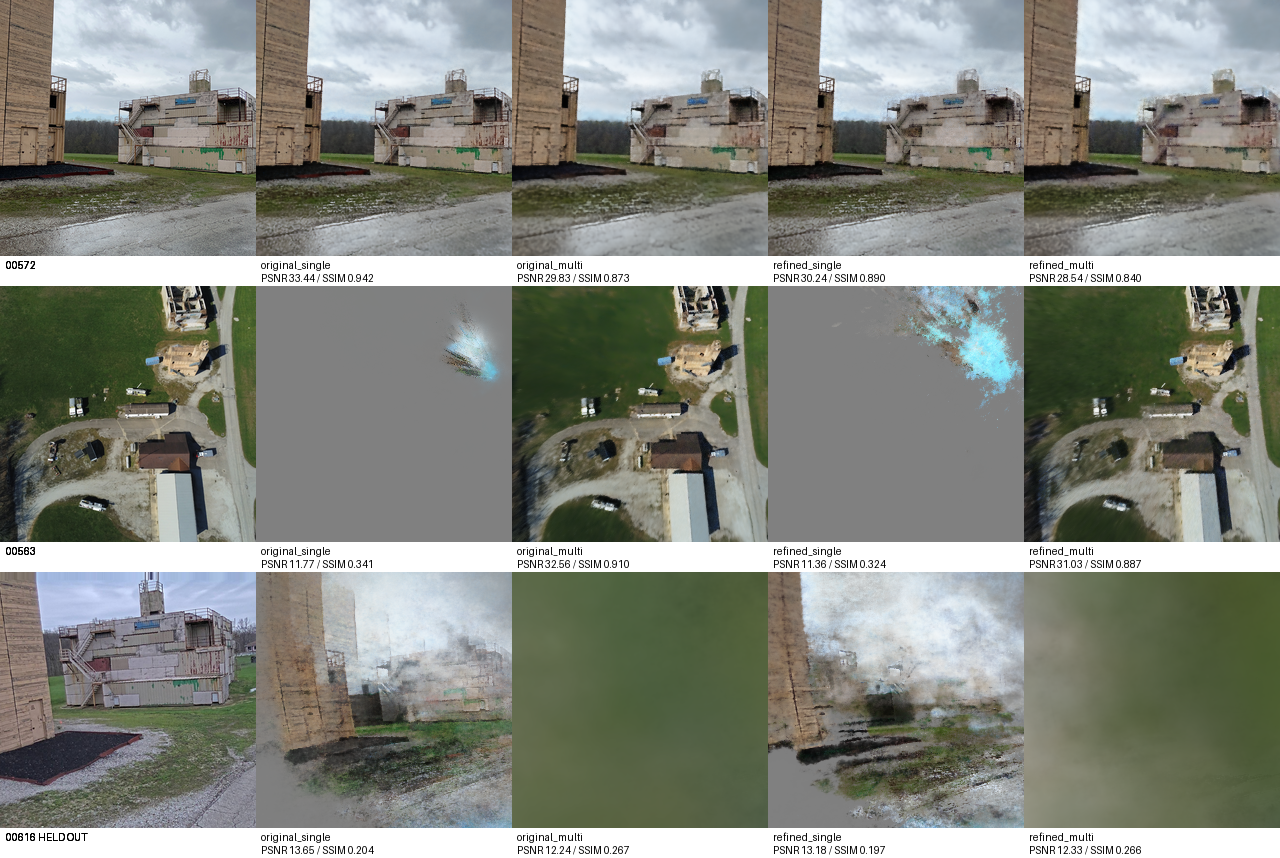 00572
original_single
PSNR 33.44 / SSIM 0.942
original_multi
PSNR 29.83 / SSIM 0.873
refined_single
PSNR 30.24 / SSIM 0.890
refined_multi
PSNR 28.54 / SSIM 0.840
00563
original_single
PSNR 11.77 / SSIM 0.341
original_multi
PSNR 32.56 / SSIM 0.910
refined_single
PSNR 11.36 / SSIM 0.324
refined_multi
PSNR 31.03 / SSIM 0.887
00616 HELDOUT
original_single
PSNR 13.65 / SSIM 0.204
original_multi
PSNR 12.24 / SSIM 0.267
refined_single
PSNR 13.18 / SSIM 0.197
refined_multi
PSNR 12.33 / SSIM 0.266